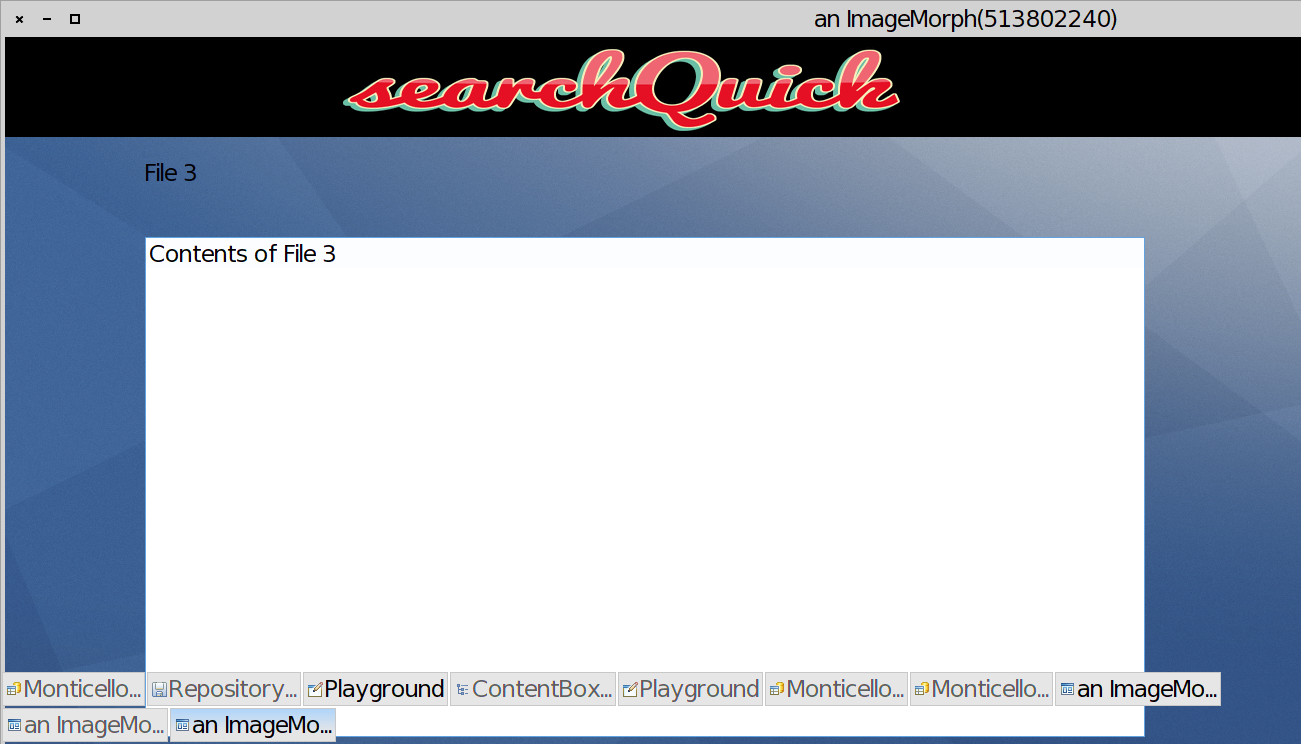 an ImageMorph(513802240)
searchQuick
File 3
Contents of File 3
Monticello... Repository... Playground ContentBox... Playground Monticello... Monticello... an ImageMo...
an ImageMo... an ImageMo...